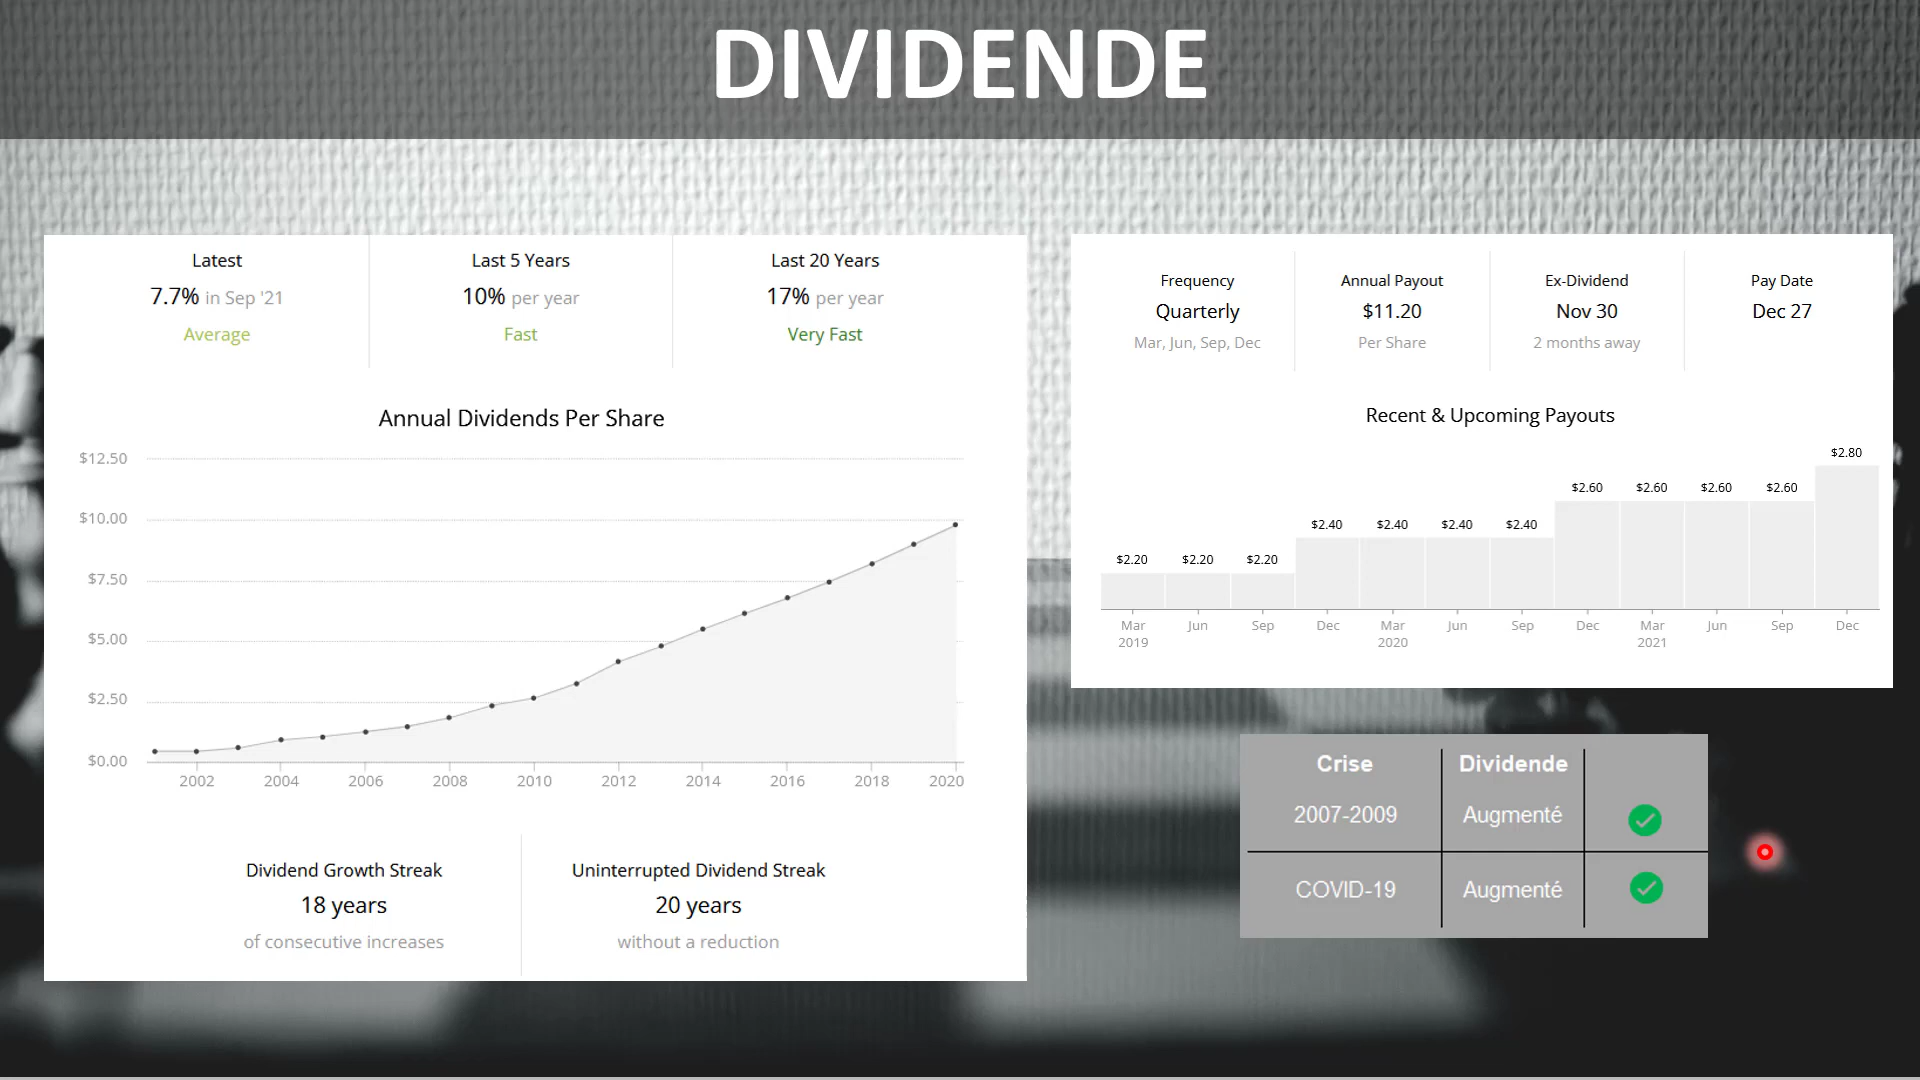 DIVIDENDE
Latest
7.7% in Sep '21
Average
Last 5 Years
10% per year
Fast
Last 20 Years
17% per year
Very Fast
Annual Dividends Per Share
$12.50
$10.00
$7.50
$5.00
$2.50
$0.00
2002 2004 2006 2008 2010 2012 2014 2016 2018 2020
Dividend Growth Streak
18 years
of consecutive increases
Uninterrupted Dividend Streak
20 years
without a reduction
Frequency
Quarterly
Mar, Jun, Sep, Dec
Annual Payout
$11.20
Per Share
Ex-Dividend
Nov 30
2 months away
Pay Date
Dec 27
Recent & Upcoming Payouts
$2.20 $2.20 $2.20 $2.40 $2.40 $2.40 $2.40 $2.60 $2.60 $2.60 $2.60 $2.80
Mar Jun Sep Dec Mar Jun Sep Dec Mar Jun Sep Dec
2019 2020 2021
Crise Dividende
2007-2009 Augmenté
COVID-19 Augmenté